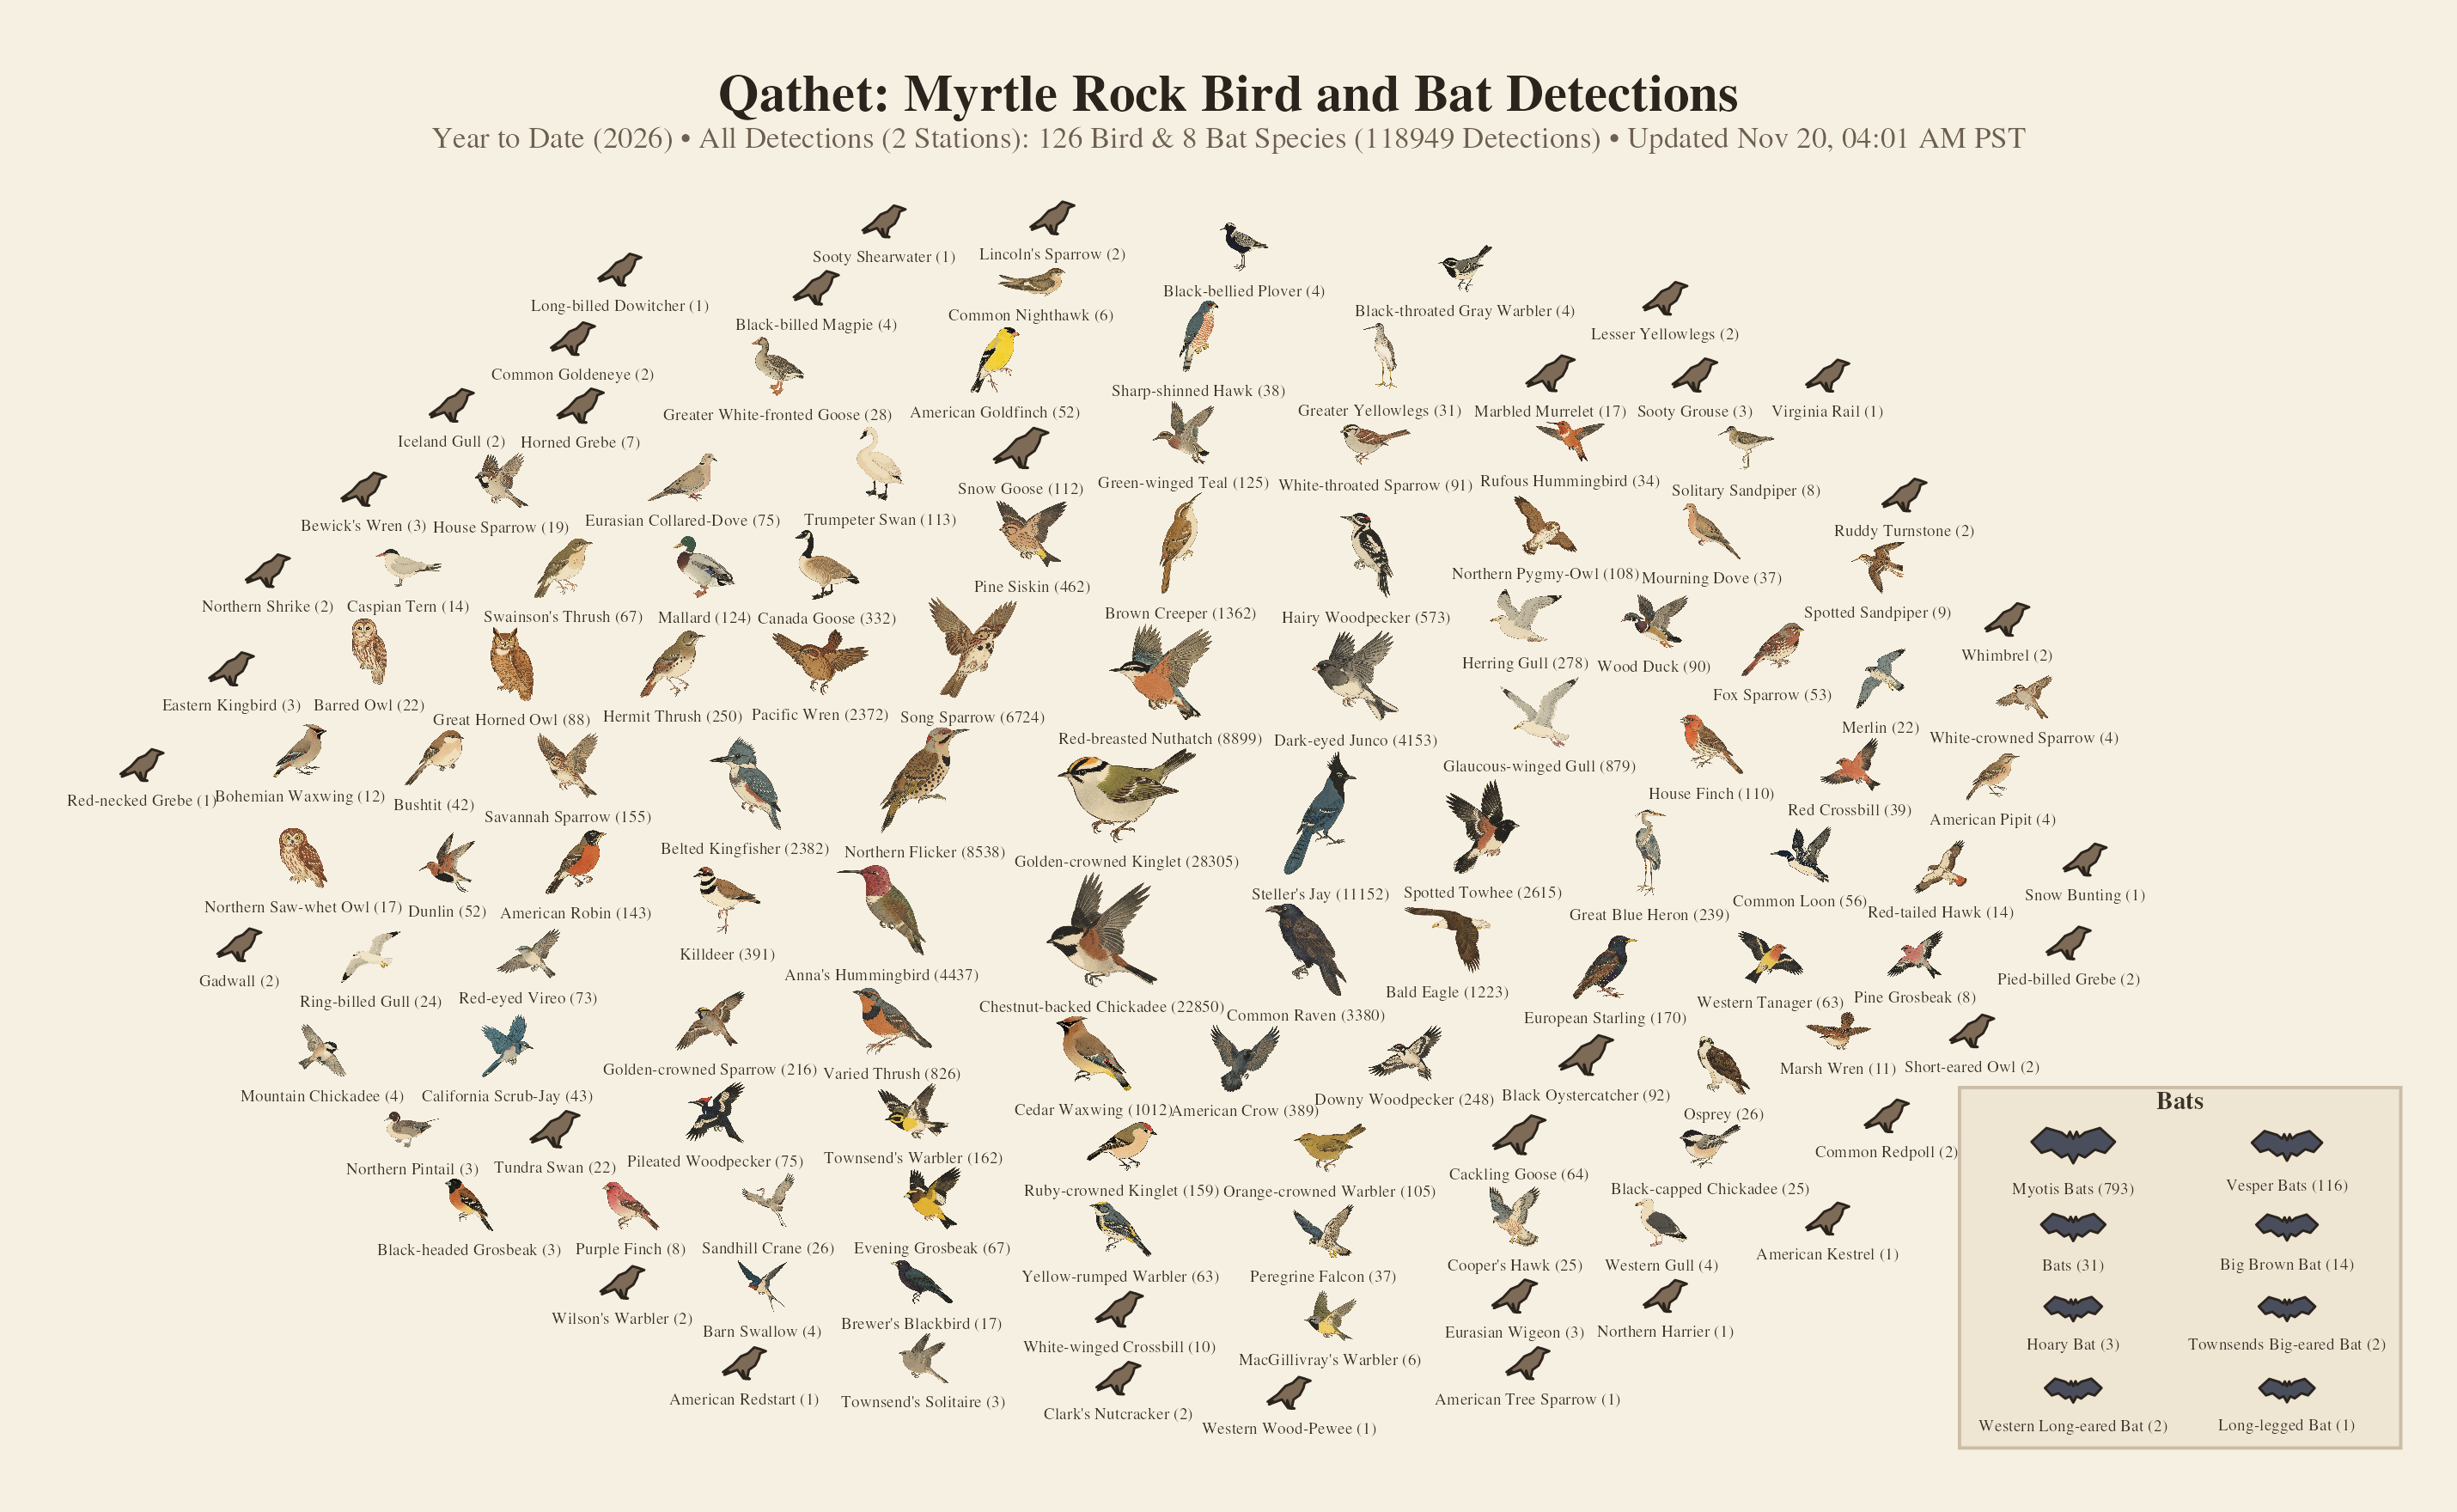 Qathet: Myrtle Rock Bird and Bat Detections
Year to Date (2026) • All Detections (2 Stations): 126 Bird & 8 Bat Species (118949 Detections) • Updated Nov 20, 04:01 AM PST
Sooty Shearwater (1)
Lincoln's Sparrow (2)
Black-bellied Plover (4)
Long-billed Dowitcher (1)
Black-billed Magpie (4)
Common Nighthawk (6)
Black-throated Gray Warbler (4)
Lesser Yellowlegs (2)
Common Goldeneye (2)
Greater White-fronted Goose (28)
American Goldfinch (52)
Sharp-shinned Hawk (38)
Greater Yellowlegs (31)
Marbled Murrelet (17)
Sooty Grouse (3)
Virginia Rail (1)
Iceland Gull (2)
Horned Grebe (7)
Snow Goose (112)
Green-winged Teal (125)
White-throated Sparrow (91)
Rufous Hummingbird (34)
Solitary Sandpiper (8)
Bewick's Wren (3)
House Sparrow (19)
Eurasian Collared-Dove (75)
Trumpeter Swan (113)
Ruddy Turnstone (2)
Pine Siskin (462)
Northern Pygmy-Owl (108)
Mourning Dove (37)
Northern Shrike (2)
Caspian Tern (14)
Swainson's Thrush (67)
Mallard (124)
Canada Goose (332)
Brown Creeper (1362)
Hairy Woodpecker (573)
Spotted Sandpiper (9)
Herring Gull (278)
Wood Duck (90)
Whimbrel (2)
Eastern Kingbird (3)
Barred Owl (22)
Great Horned Owl (88)
Hermit Thrush (250)
Pacific Wren (2372)
Song Sparrow (6724)
Fox Sparrow (53)
Red-breasted Nuthatch (8899)
Dark-eyed Junco (4153)
Merlin (22)
White-crowned Sparrow (4)
Glaucous-winged Gull (879)
Red-necked Grebe (1)
Bohemian Waxwing (12)
Bushtit (42)
Savannah Sparrow (155)
House Finch (110)
Red Crossbill (39)
American Pipit (4)
Belted Kingfisher (2382)
Northern Flicker (8538)
Golden-crowned Kinglet (28305)
Steller's Jay (11152)
Spotted Towhee (2615)
Northern Saw-whet Owl (17)
Dunlin (52)
American Robin (143)
Great Blue Heron (239)
Common Loon (56)
Red-tailed Hawk (14)
Snow Bunting (1)
Killdeer (391)
Anna's Hummingbird (4437)
Gadwall (2)
Ring-billed Gull (24)
Red-eyed Vireo (73)
Chestnut-backed Chickadee (22850)
Common Raven (3380)
Bald Eagle (1223)
European Starling (170)
Western Tanager (63)
Pine Grosbeak (8)
Pied-billed Grebe (2)
Mountain Chickadee (4)
California Scrub-Jay (43)
Golden-crowned Sparrow (216)
Varied Thrush (826)
Cedar Waxwing (1012)
American Crow (389)
Downy Woodpecker (248)
Black Oystercatcher (92)
Osprey (26)
Marsh Wren (11)
Short-eared Owl (2)
Northern Pintail (3)
Tundra Swan (22)
Pileated Woodpecker (75)
Townsend's Warbler (162)
Ruby-crowned Kinglet (159)
Orange-crowned Warbler (105)
Cackling Goose (64)
Black-capped Chickadee (25)
Common Redpoll (2)
Black-headed Grosbeak (3)
Purple Finch (8)
Sandhill Crane (26)
Evening Grosbeak (67)
Yellow-rumped Warbler (63)
Peregrine Falcon (37)
Cooper's Hawk (25)
Western Gull (4)
American Kestrel (1)
Wilson's Warbler (2)
Barn Swallow (4)
Brewer's Blackbird (17)
White-winged Crossbill (10)
MacGillivray's Warbler (6)
Eurasian Wigeon (3)
Northern Harrier (1)
American Redstart (1)
Townsend's Solitaire (3)
Clark's Nutcracker (2)
Western Wood-Pewee (1)
American Tree Sparrow (1)
Bats
Myotis Bats (793)
Vesper Bats (116)
Bats (31)
Big Brown Bat (14)
Hoary Bat (3)
Townsends Big-eared Bat (2)
Western Long-eared Bat (2)
Long-legged Bat (1)